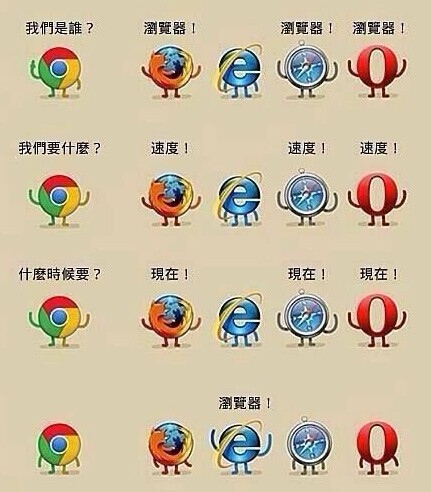 我們是誰？ 瀏覽器！ 瀏覽器！ 瀏覽器！
我們要什麼？ 速度！ 速度！ 速度！
什麼時候要？ 現在！ 現在！ 現在！
瀏覽器！